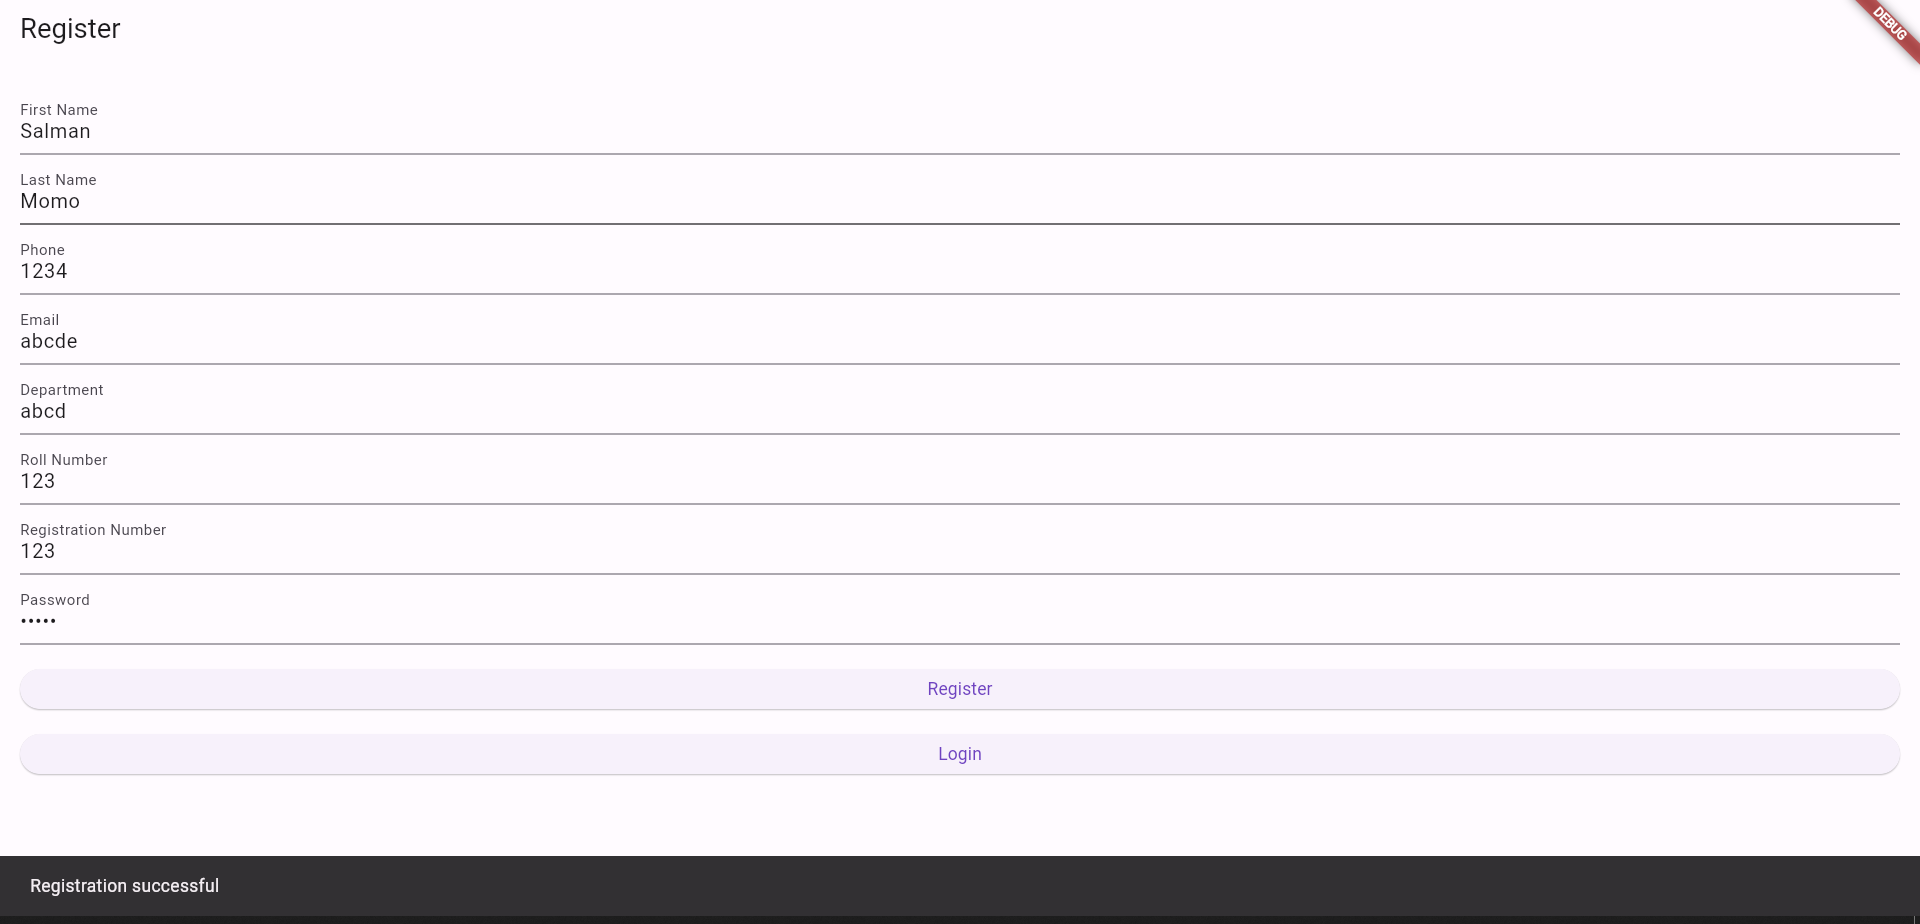 Register
DEBUG
First Name
Salman
Last Name
Momo
Phone
1234
Email
abcde
Department
abcd
Roll Number
123
Registration Number
123
Password
•••••
Register
Login
Registration successful